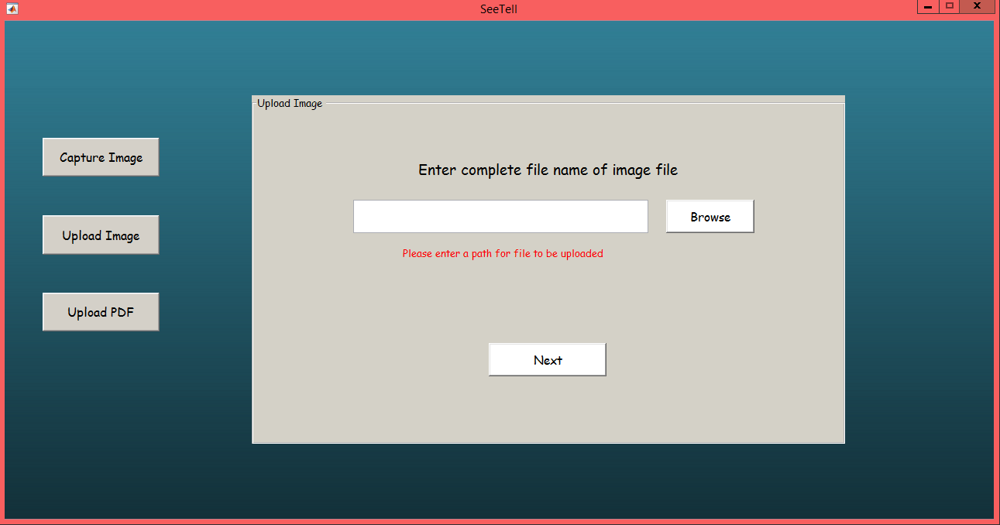 SeeTell
Upload Image
Capture Image
Enter complete file name of image file
Browse
Upload Image
Please enter a path for file to be uploaded
Upload PDF
Next